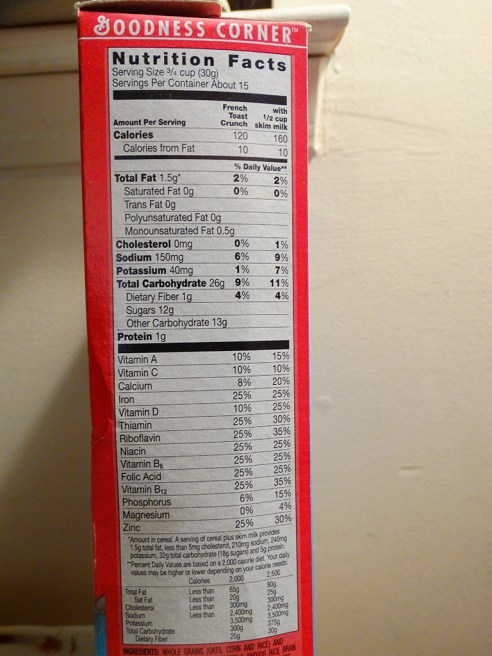 GOODNESS CORNER™
Nutrition Facts
Serving Size 3/4 cup (30g)
Servings Per Container About 15
Amount Per Serving French Toast Crunch with 1/2 cup skim milk
Calories 120 160
Calories from Fat 10 10
% Daily Value**
Total Fat 1.5g* 2% 2%
Saturated Fat 0g 0% 0%
Trans Fat 0g
Polyunsaturated Fat 0g
Monounsaturated Fat 0.5g
Cholesterol 0mg 0% 1%
Sodium 150mg 6% 9%
Potassium 40mg 1% 7%
Total Carbohydrate 26g 9% 11%
Dietary Fiber 1g 4% 4%
Sugars 12g
Other Carbohydrate 13g
Protein 1g
Vitamin A 10% 15%
Vitamin C 10% 10%
Calcium 8% 20%
Iron 25% 25%
Vitamin D 10% 25%
Thiamin 25% 30%
Riboflavin 25% 35%
Niacin 25% 25%
Vitamin B6 25% 25%
Folic Acid 25% 25%
Vitamin B12 25% 35%
Phosphorus 6% 15%
Magnesium 0% 4%
Zinc 25% 30%
*Amount in cereal. A serving of cereal plus skim milk provides
1.5g total fat, less than 5mg cholesterol, 210mg sodium, 240mg
potassium, 32g total carbohydrate (18g sugars) and 5g protein.
**Percent Daily Values are based on a 2,000 calorie diet. Your daily
values may be higher or lower depending on your calorie needs:
Calories 2,000 2,500
Total Fat Less than 65g 80g
Sat Fat Less than 20g 25g
Cholesterol Less than 300mg 300mg
Sodium Less than 2,400mg 2,400mg
Potassium 3,500mg 3,500mg
Total Carbohydrate 300g 375g
Dietary Fiber 25g 30g
INGREDIENTS: WHOLE GRAINS (OATS, CORN AND RICE) AND
RICE BRAN